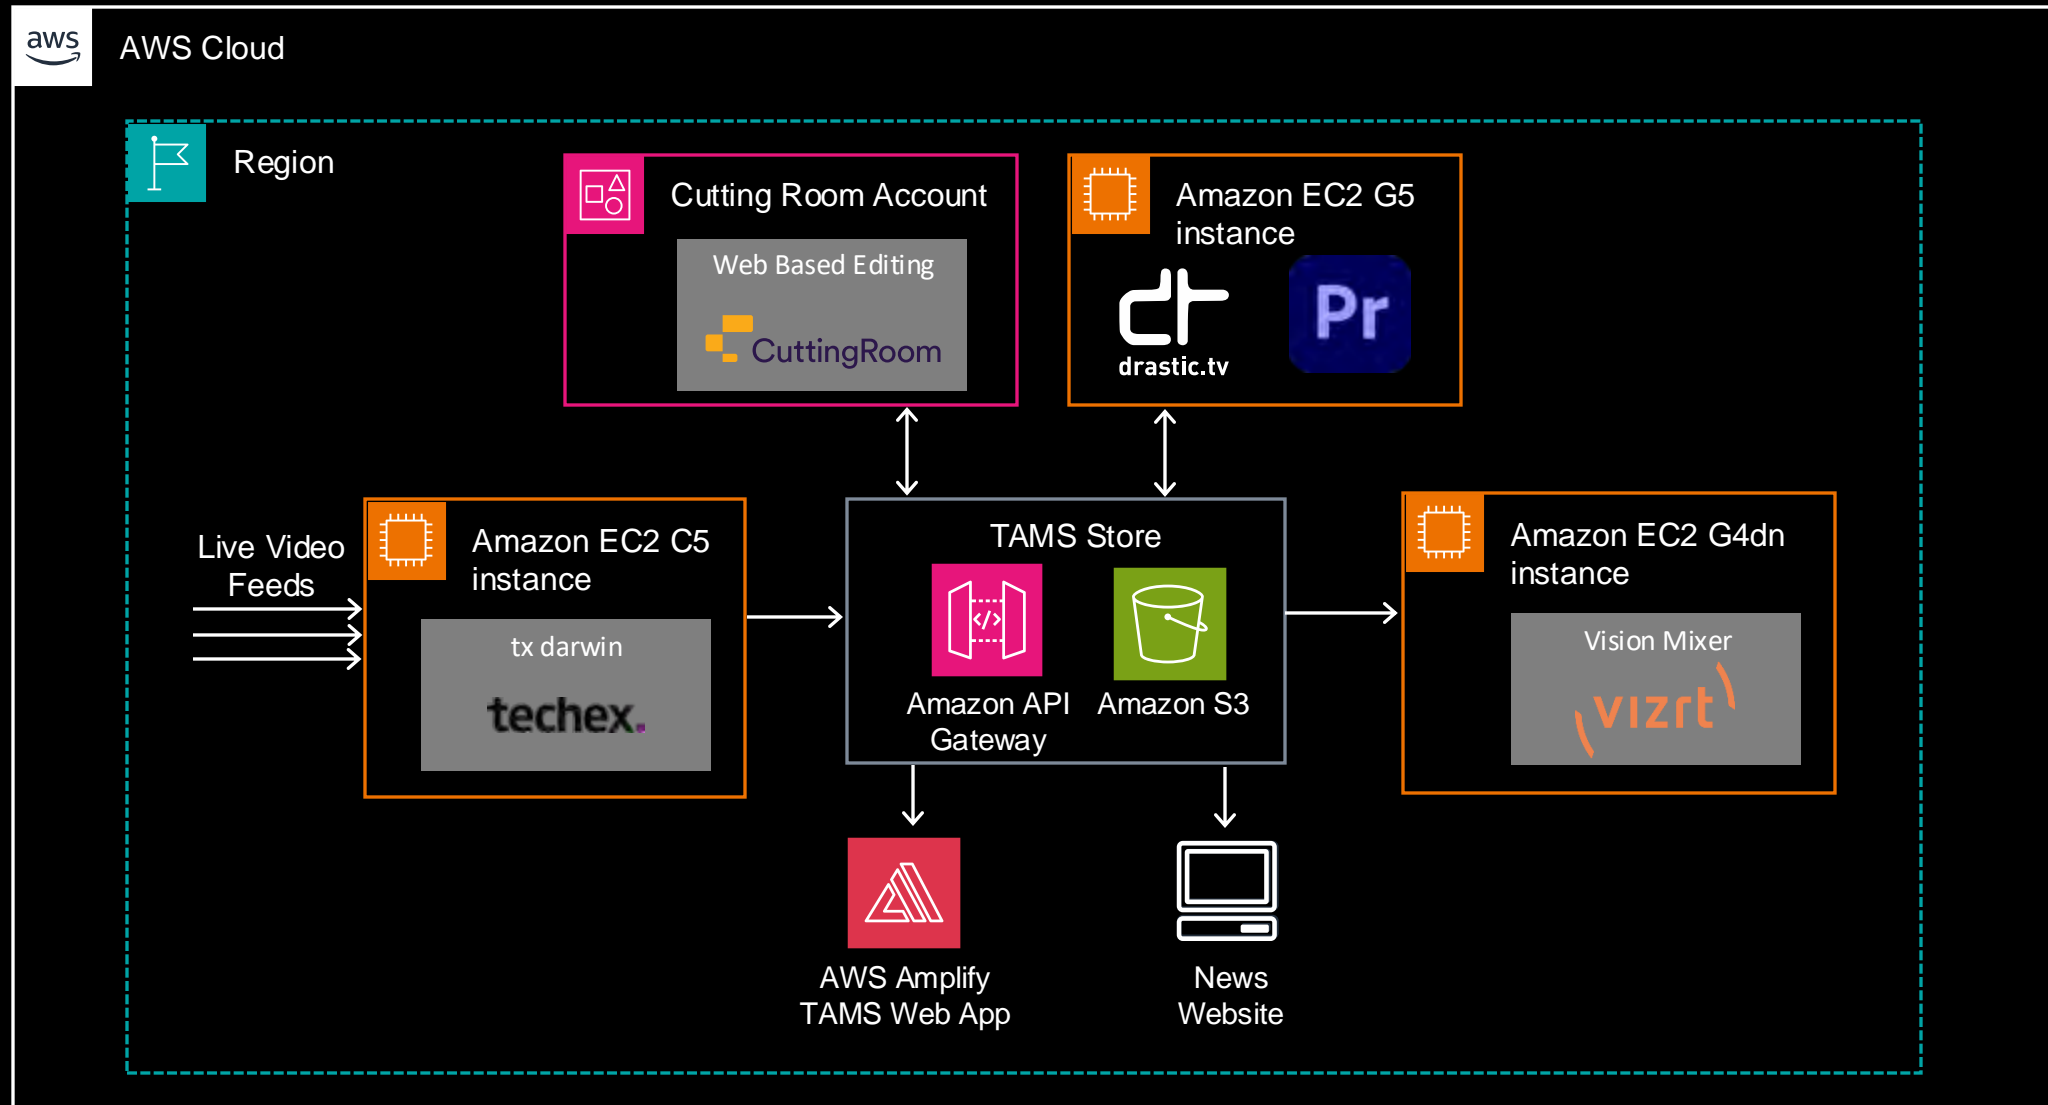 aws
AWS Cloud
Region
Cutting Room Account
Web Based Editing
CuttingRoom
Amazon EC2 G5
instance
drastic.tv
Pr
Live Video
Feeds
Amazon EC2 C5
instance
tx darwin
techex.
TAMS Store
</>
Amazon API
Gateway
Amazon S3
Amazon EC2 G4dn
instance
Vision Mixer
vizrt
AWS Amplify
TAMS Web App
News
Website